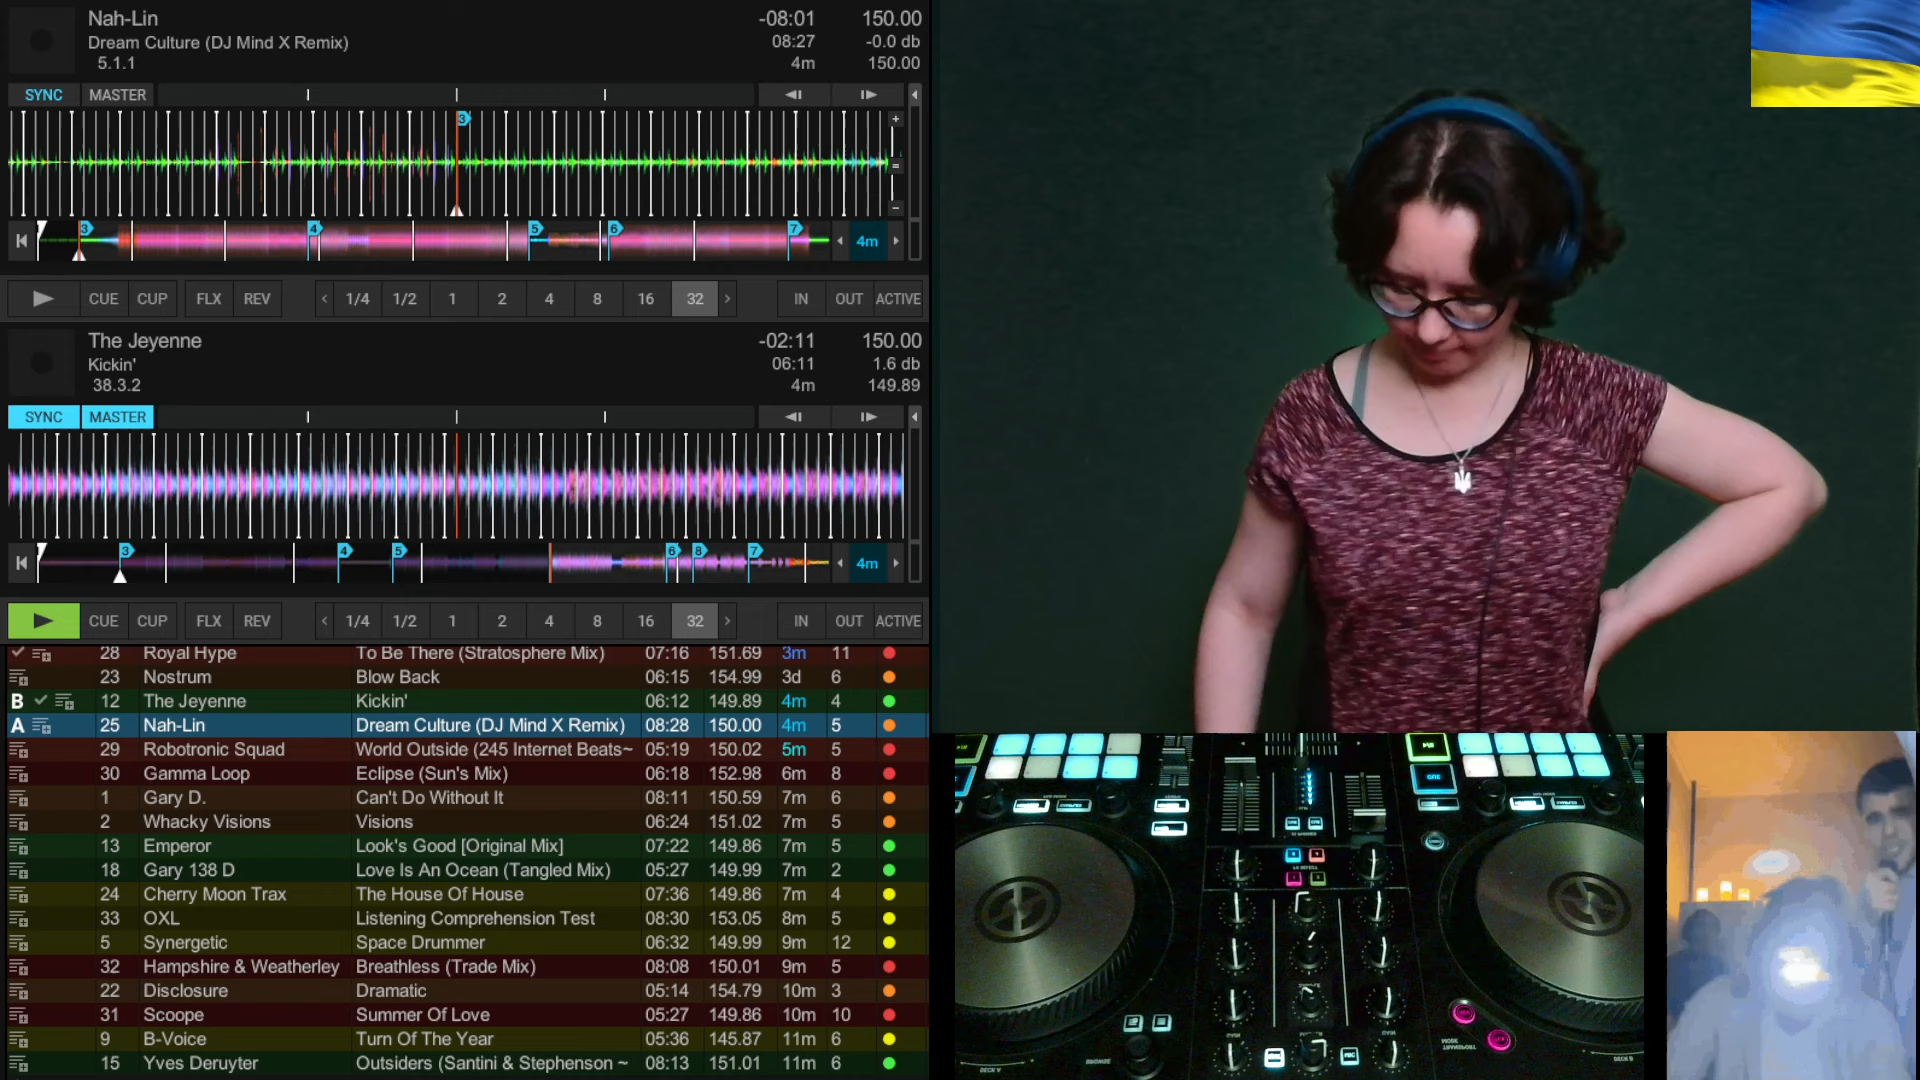 Nah-Lin -08:01 150.00
Dream Culture (DJ Mind X Remix) 08:27 -0.0 db
5.1.1 4m 150.00
SYNC MASTER
3
3 4 5 6 7 4m
CUE CUP FLX REV 1/4 1/2 1 2 4 8 16 32 IN OUT ACTIVE
The Jeyenne -02:11 150.00
Kickin' 06:11 1.6 db
38.3.2 4m 149.89
SYNC MASTER
3 4 5 6 8 7 4m
CUE CUP FLX REV 1/4 1/2 1 2 4 8 16 32 IN OUT ACTIVE
28 Royal Hype To Be There (Stratosphere Mix) 07:16 151.69 3m 11
23 Nostrum Blow Back 06:15 154.99 3d 6
B 12 The Jeyenne Kickin' 06:12 149.89 4m 4
A 25 Nah-Lin Dream Culture (DJ Mind X Remix) 08:28 150.00 4m 5
29 Robotronic Squad World Outside (245 Internet Beats~ 05:19 150.02 5m 5
30 Gamma Loop Eclipse (Sun's Mix) 06:18 152.98 6m 8
1 Gary D. Can't Do Without It 08:11 150.59 7m 6
2 Whacky Visions Visions 06:24 151.02 7m 5
13 Emperor Look's Good [Original Mix] 07:22 149.86 7m 5
18 Gary 138 D Love Is An Ocean (Tangled Mix) 05:27 149.99 7m 2
24 Cherry Moon Trax The House Of House 07:36 149.86 7m 4
33 OXL Listening Comprehension Test 08:30 153.05 8m 5
5 Synergetic Space Drummer 06:32 149.99 9m 12
32 Hampshire & Weatherley Breathless (Trade Mix) 08:08 150.01 9m 5
22 Disclosure Dramatic 05:14 154.79 10m 3
31 Scoope Summer Of Love 05:27 149.86 10m 10
9 B-Voice Turn Of The Year 05:36 145.87 11m 6
15 Yves Deruyter Outsiders (Santini & Stephenson ~ 08:13 151.01 11m 6